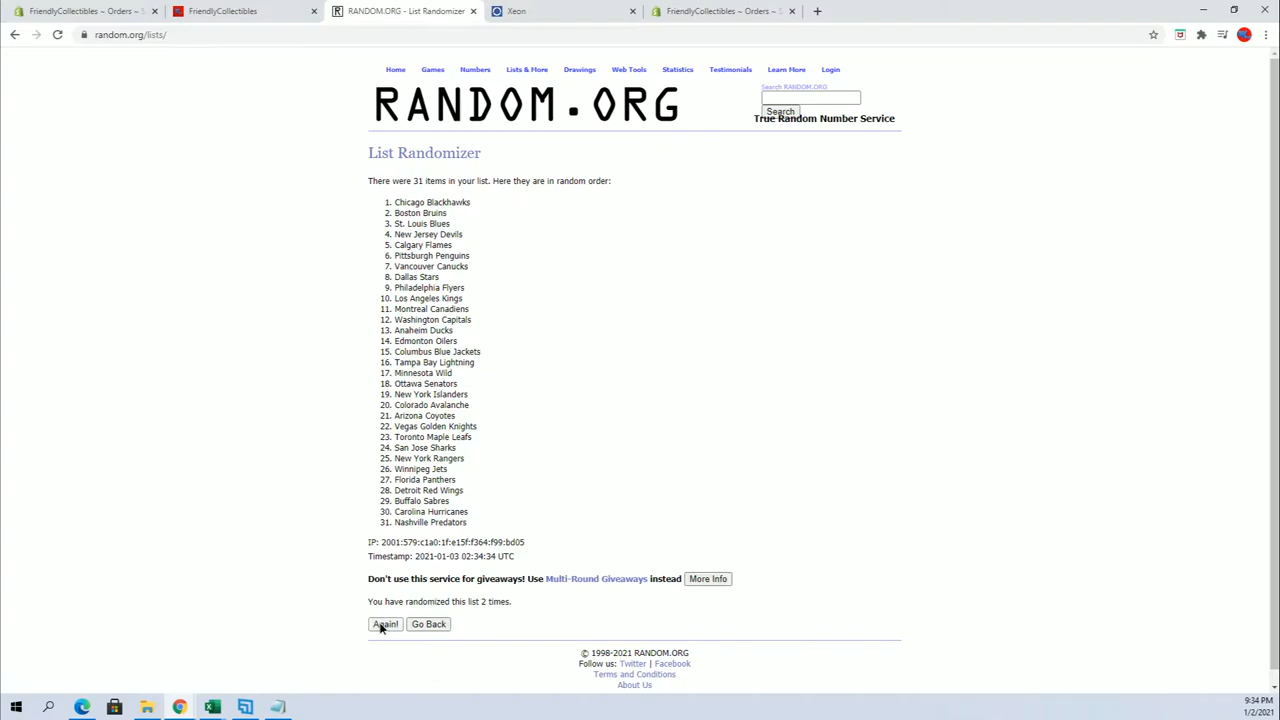 FriendlyCollectibles ~ Orders ~ S
FriendlyCollectibles
RANDOM.ORG - List Randomizer
Xeon
FriendlyCollectibles ~ Orders ~ S
random.org/lists/
Home Games Numbers Lists & More Drawings Web Tools Statistics Testimonials Learn More Login
Search RANDOM.ORG
RANDOM.ORG
Search
True Random Number Service
List Randomizer
There were 31 items in your list. Here they are in random order:
1. Chicago Blackhawks
2. Boston Bruins
3. St. Louis Blues
4. New Jersey Devils
5. Calgary Flames
6. Pittsburgh Penguins
7. Vancouver Canucks
8. Dallas Stars
9. Philadelphia Flyers
10. Los Angeles Kings
11. Montreal Canadiens
12. Washington Capitals
13. Anaheim Ducks
14. Edmonton Oilers
15. Columbus Blue Jackets
16. Tampa Bay Lightning
17. Minnesota Wild
18. Ottawa Senators
19. New York Islanders
20. Colorado Avalanche
21. Arizona Coyotes
22. Vegas Golden Knights
23. Toronto Maple Leafs
24. San Jose Sharks
25. New York Rangers
26. Winnipeg Jets
27. Florida Panthers
28. Detroit Red Wings
29. Buffalo Sabres
30. Carolina Hurricanes
31. Nashville Predators
IP: 2001:579:c1a0:1f:e15f:f364:f99:bd05
Timestamp: 2021-01-03 02:34:34 UTC
Don't use this service for giveaways! Use Multi-Round Giveaways instead More Info
You have randomized this list 2 times.
Again! Go Back
© 1998-2021 RANDOM.ORG
Follow us: Twitter | Facebook
Terms and Conditions
About Us
9:34 PM
1/2/2021